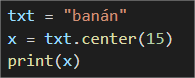 txt = "banán"
x = txt.center(15)
print(x)